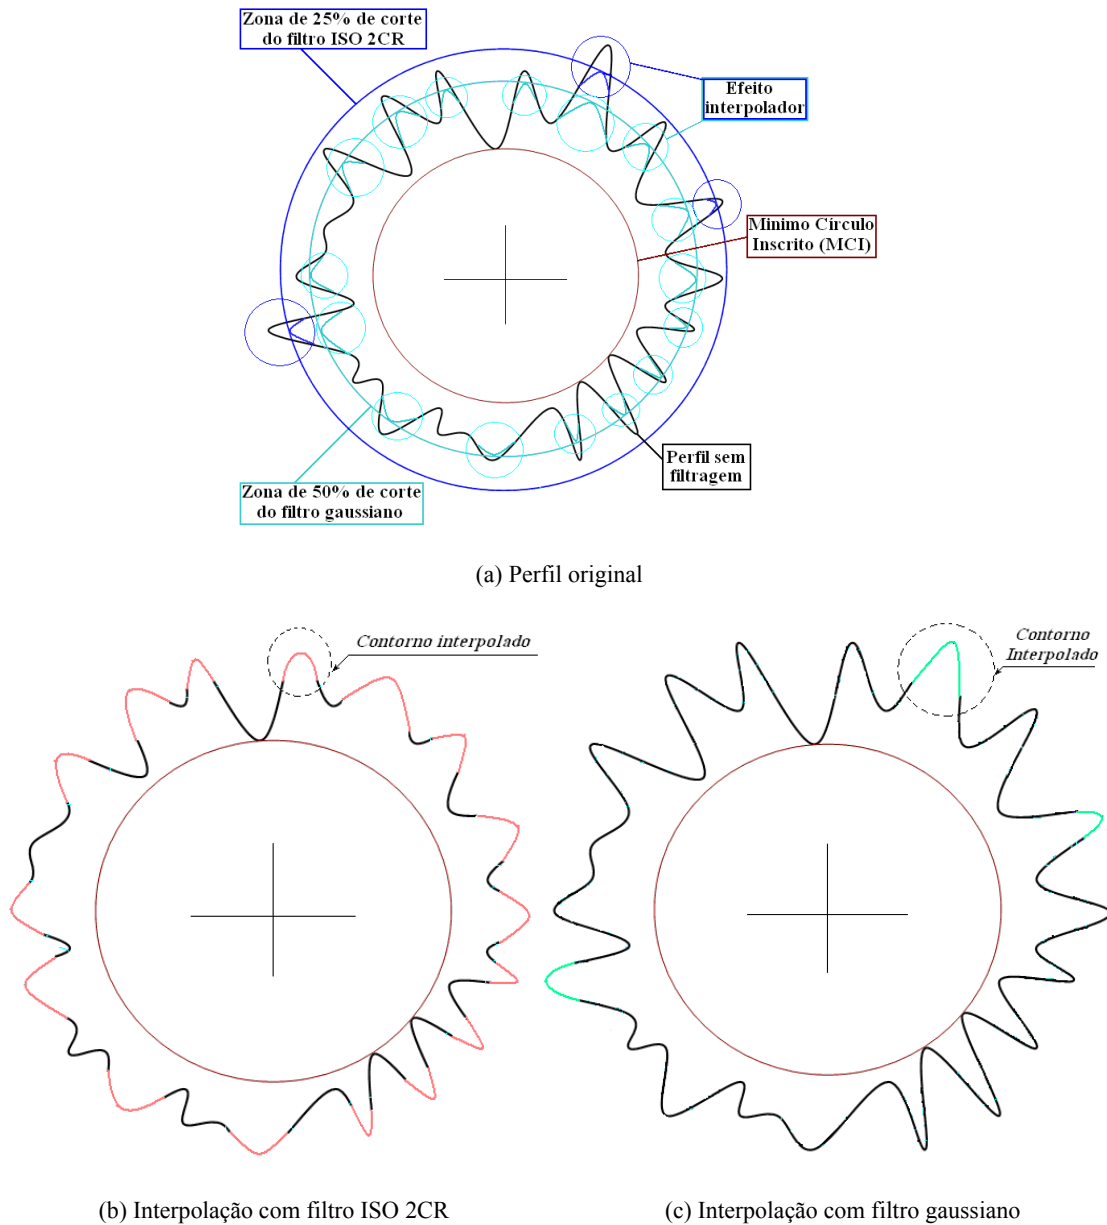 Zona de 25% de corte
do filtro ISO 2CR
Efeito
interpolador
Mínimo Círculo
Inscrito (MCI)
Perfil sem
filtragem
Zona de 50% de corte
do filtro gaussiano
(a) Perfil original
Contorno interpolado
Contorno
Interpolado
(b) Interpolação com filtro ISO 2CR
(c) Interpolação com filtro gaussiano